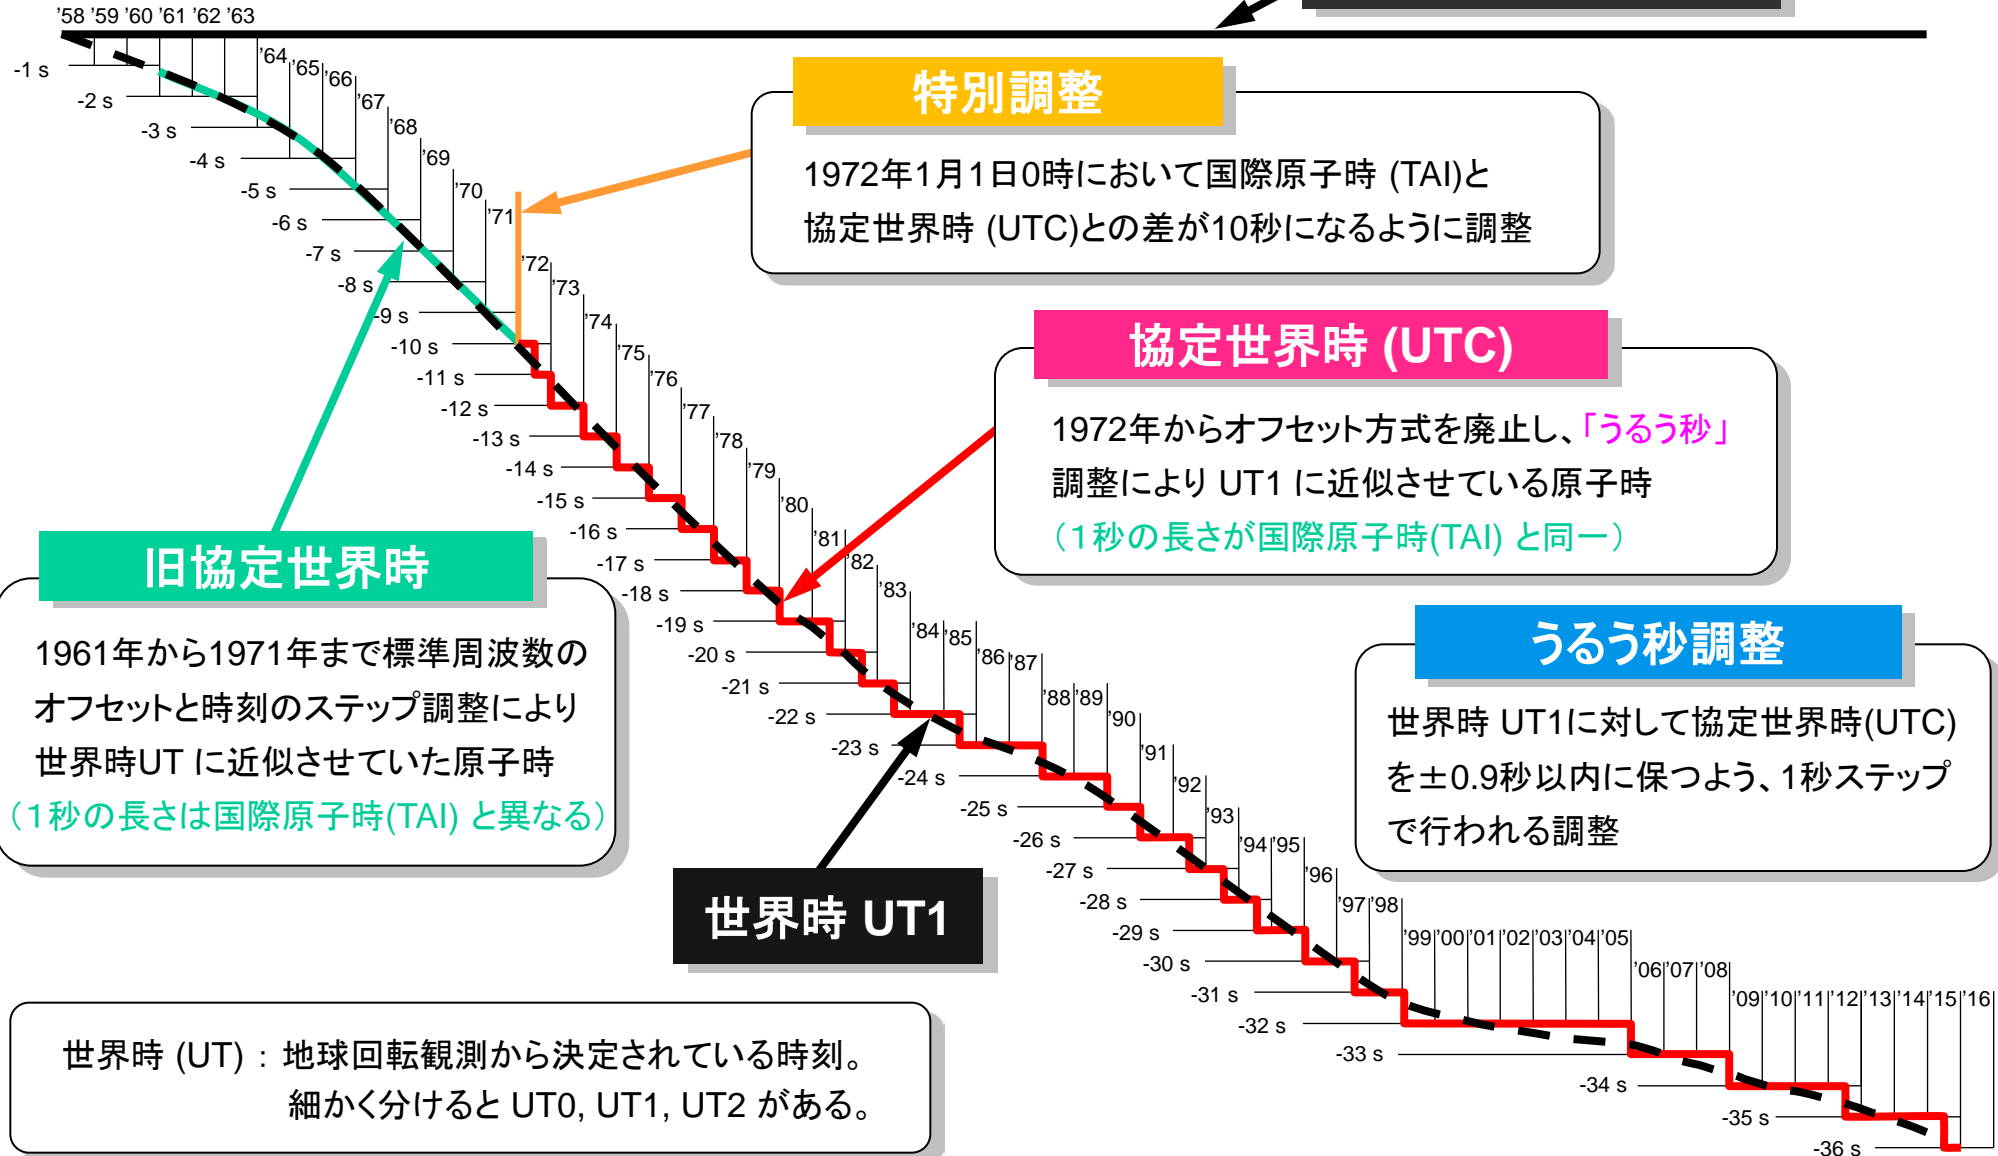 '58 '59 '60 '61 '62 '63
'64
'65
'66
'67
'68
'69
'70
'71
'72
'73
'74
'75
'76
'77
'78
'79
'80
'81
'82
'83
'84
'85
'86
'87
'88
'89
'90
'91
'92
'93
'94
'95
'96
'97
'98
'99
'00
'01
'02
'03
'04
'05
'06
'07
'08
'09
'10
'11
'12
'13
'14
'15
'16
-1 s
-2 s
-3 s
-4 s
-5 s
-6 s
-7 s
-8 s
-9 s
-10 s
-11 s
-12 s
-13 s
-14 s
-15 s
-16 s
-17 s
-18 s
-19 s
-20 s
-21 s
-22 s
-23 s
-24 s
-25 s
-26 s
-27 s
-28 s
-29 s
-30 s
-31 s
-32 s
-33 s
-34 s
-35 s
-36 s
特別調整
1972年1月1日0時において国際原子時 (TAI)と
協定世界時 (UTC)との差が10秒になるように調整
協定世界時 (UTC)
1972年からオフセット方式を廃止し、「うるう秒」
調整により UT1 に近似させている原子時
（１秒の長さが国際原子時(TAI) と同一）
旧協定世界時
1961年から1971年まで標準周波数の
オフセットと時刻のステップ調整により
世界時UT に近似させていた原子時
（１秒の長さは国際原子時(TAI) と異なる）
うるう秒調整
世界時 UT1に対して協定世界時(UTC)
を±0.9秒以内に保つよう、1秒ステップ
で行われる調整
世界時 UT1
世界時 (UT) ： 地球回転観測から決定されている時刻。
細かく分けると UT0, UT1, UT2 がある。